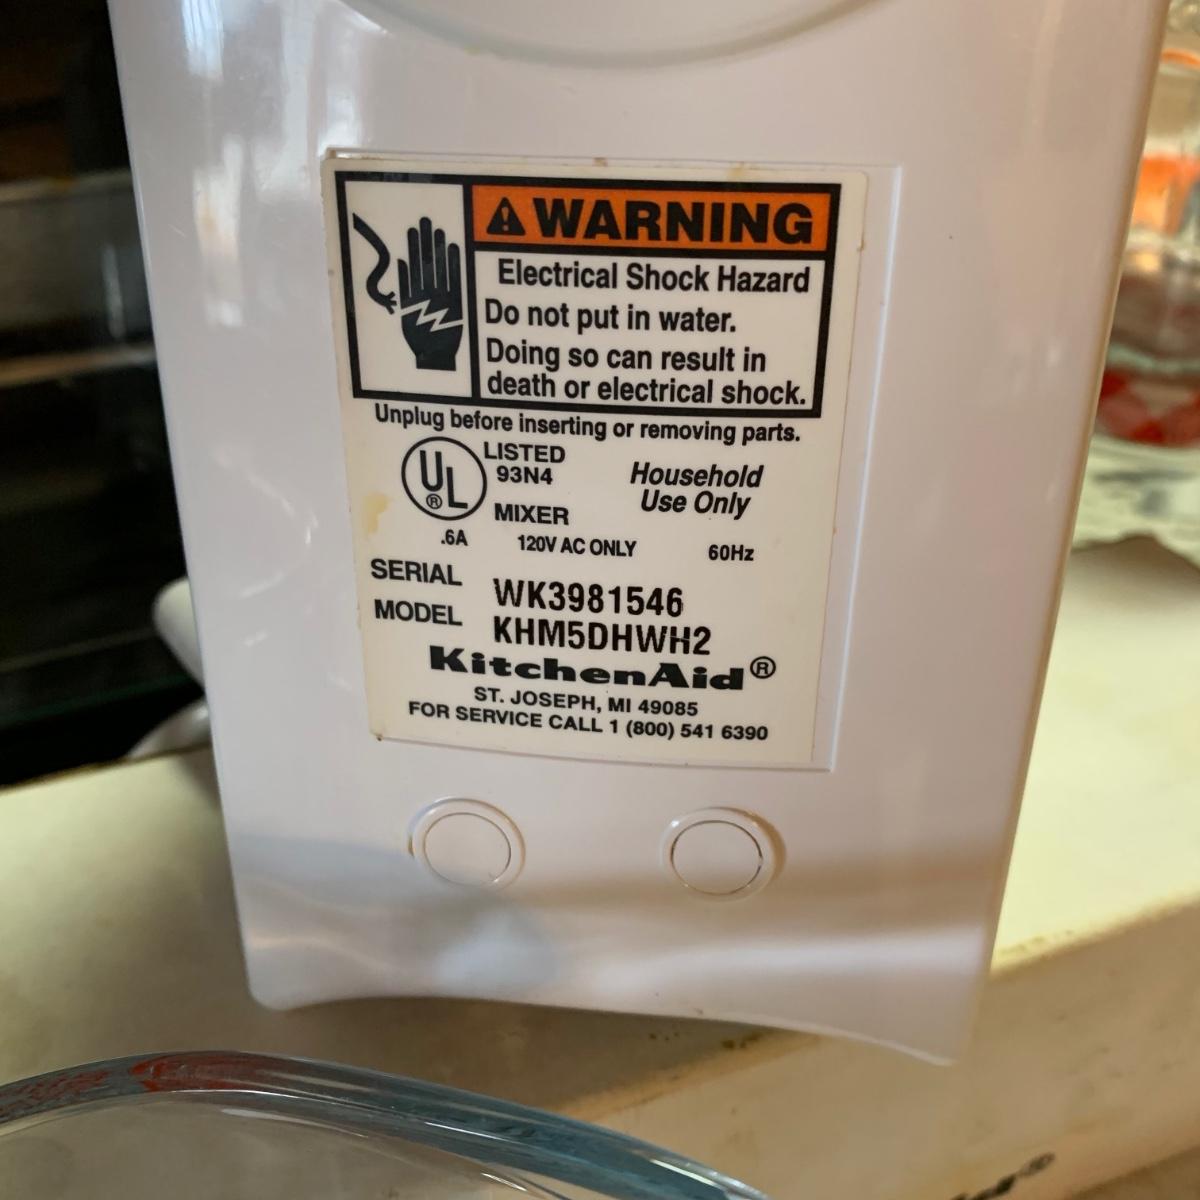 WARNING
Electrical Shock Hazard
Do not put in water.
Doing so can result in
death or electrical shock.
Unplug before inserting or removing parts.
UL® LISTED
93N4
Household
Use Only
MIXER
.6A 120V AC ONLY 60Hz
SERIAL WK3981546
MODEL KHM5DHWH2
KitchenAid®
ST. JOSEPH, MI 49085
FOR SERVICE CALL 1 (800) 541 6390